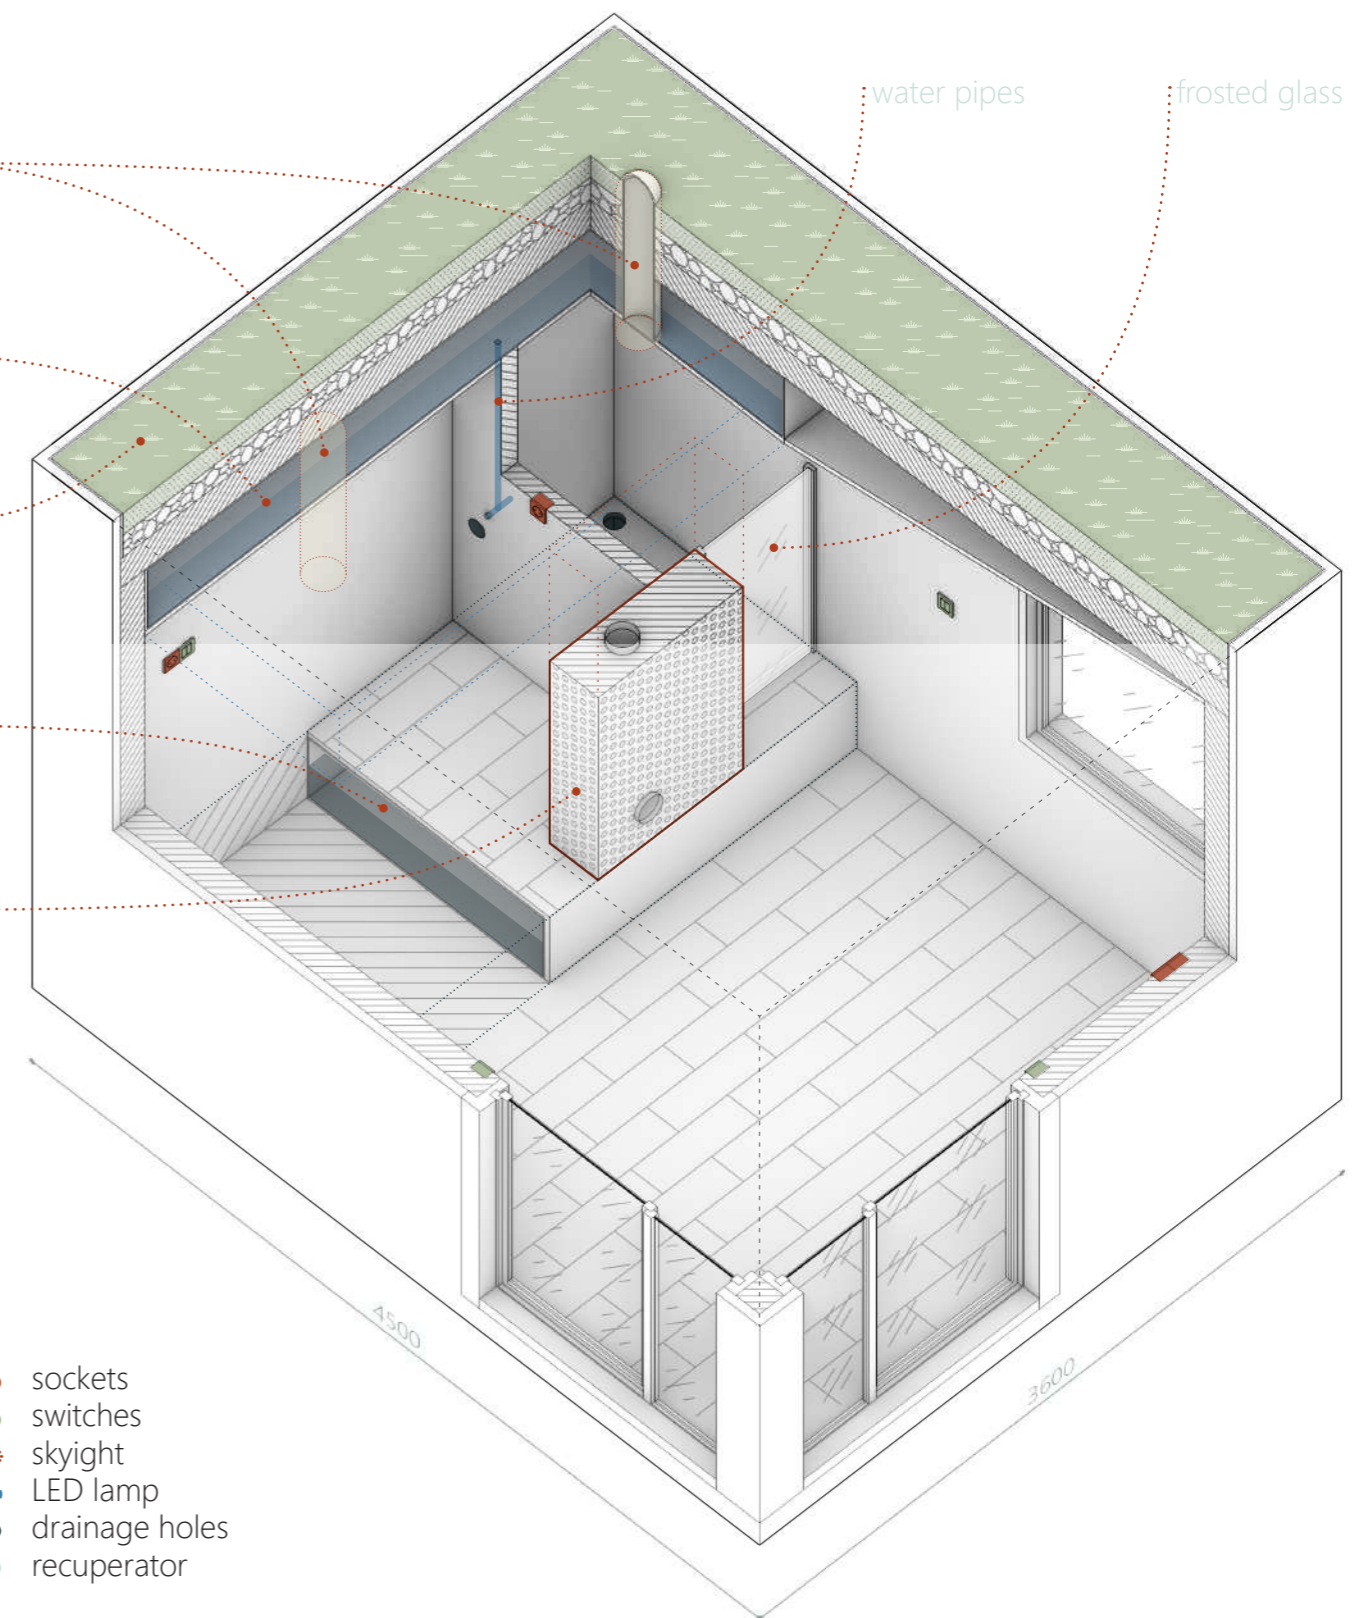 water pipes
frosted glass
4500
3600
sockets
switches
skyight
LED lamp
drainage holes
recuperator